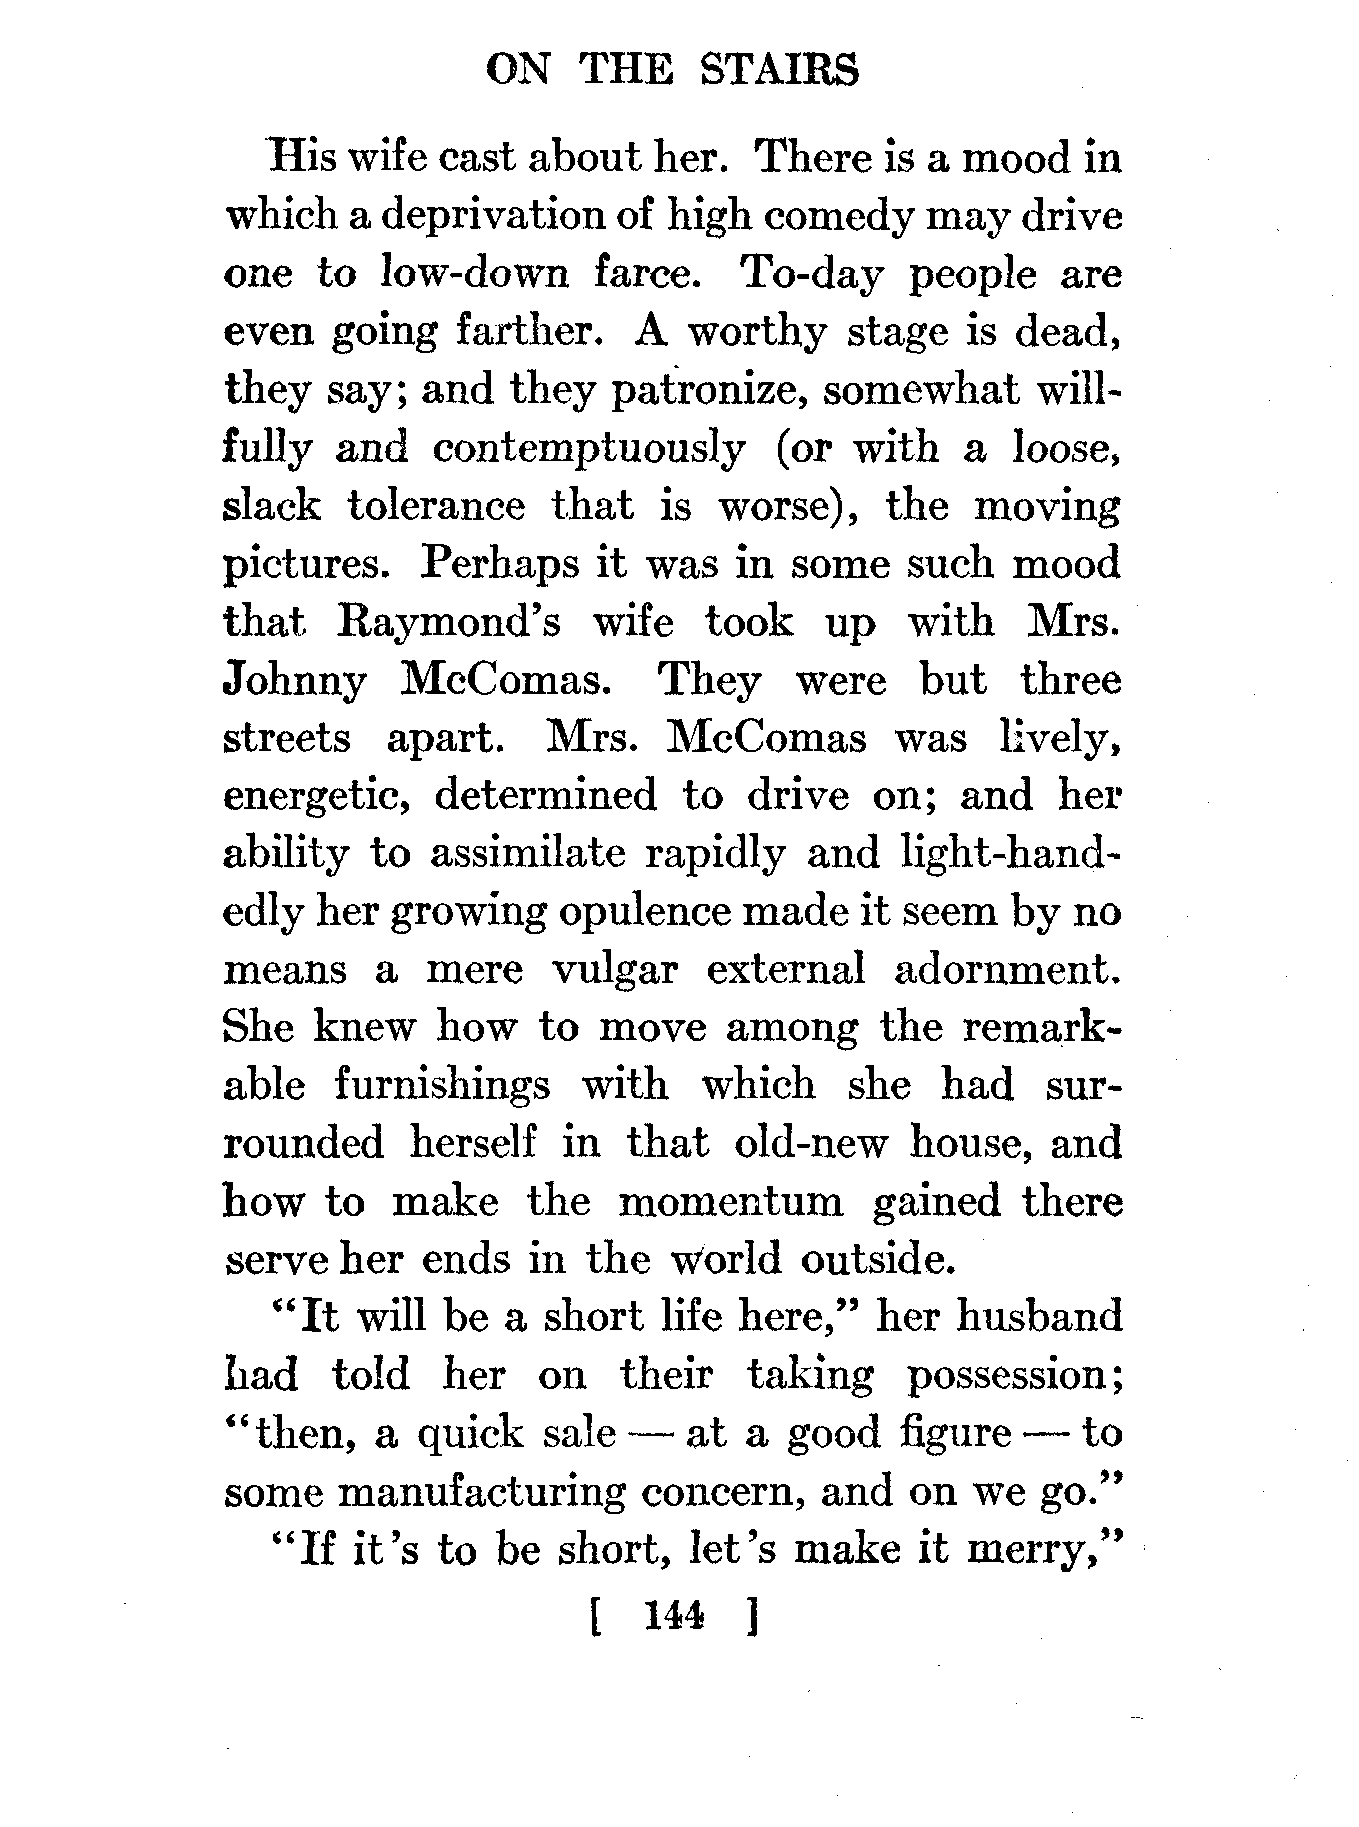 ON THE STAIRS
His wife cast about her. There is a mood in
which a deprivation of high comedy may drive
one to low-down farce. To-day people are
even going farther. A worthy stage is dead,
they say; and they patronize, somewhat will-
fully and contemptuously (or with a loose,
slack tolerance that is worse), the moving
pictures. Perhaps it was in some such mood
that Raymond's wife took up with Mrs.
Johnny McComas. They were but three
streets apart. Mrs. McComas was lively,
energetic, determined to drive on; and her
ability to assimilate rapidly and light-hand-
edly her growing opulence made it seem by no
means a mere vulgar external adornment.
She knew how to move among the remark-
able furnishings with which she had sur-
rounded herself in that old-new house, and
how to make the momentum gained there
serve her ends in the world outside.
“It will be a short life here,” her husband
had told her on their taking possession;
“then, a quick sale — at a good figure — to
some manufacturing concern, and on we go.”
“If it's to be short, let's make it merry,”
[ 144 ]